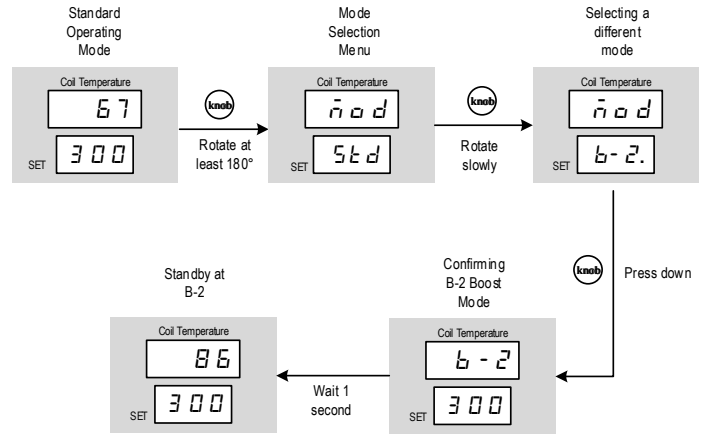 Standard
Operating
Mode
Coil Temperature
67
SET 300
knob
Rotate at
least 180°
Mode
Selection
Menu
Coil Temperature
mod
SET Std
knob
Rotate
slowly
Selecting a
different
mode
Coil Temperature
mod
SET b-2.
knob
Press down
Confirming
B-2 Boost
Mode
Coil Temperature
b-2
SET 300
Wait 1
second
Standby at
B-2
Coil Temperature
86
SET 300